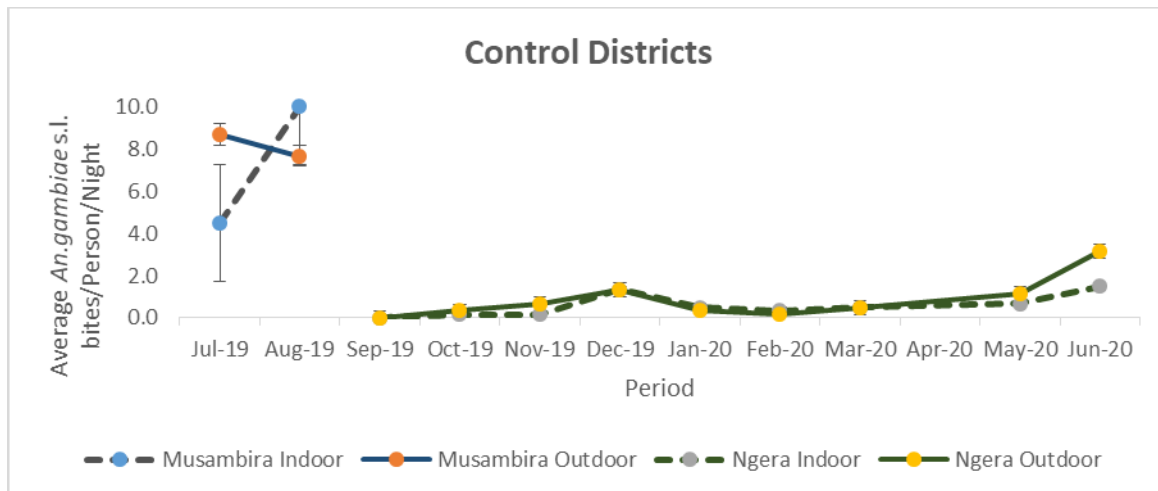 Control Districts
Average An.gambiae s.l.
bites/Person/Night
10.0
8.0
6.0
4.0
2.0
0.0
Jul-19 Aug-19 Sep-19 Oct-19 Nov-19 Dec-19 Jan-20 Feb-20 Mar-20 Apr-20 May-20 Jun-20
Period
Musambira Indoor Musambira Outdoor Ngera Indoor Ngera Outdoor